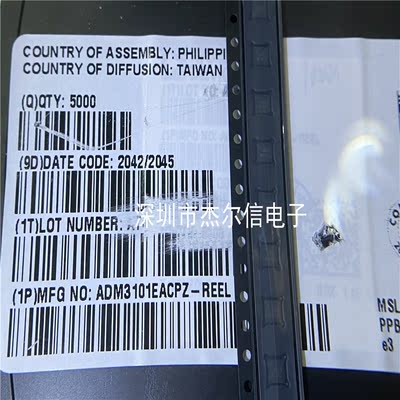 COUNTRY OF ASSEMBLY: PHILIPPI
COUNTRY OF DIFFUSION: TAIWAN
(Q)QTY: 5000
(9D)DATE CODE: 2042/2045
深圳市杰尔信电子
(1T)LOT NUMBER:
(1P)MFG NO: ADM3101EACPZ-REEL
MSL
PPB
e3